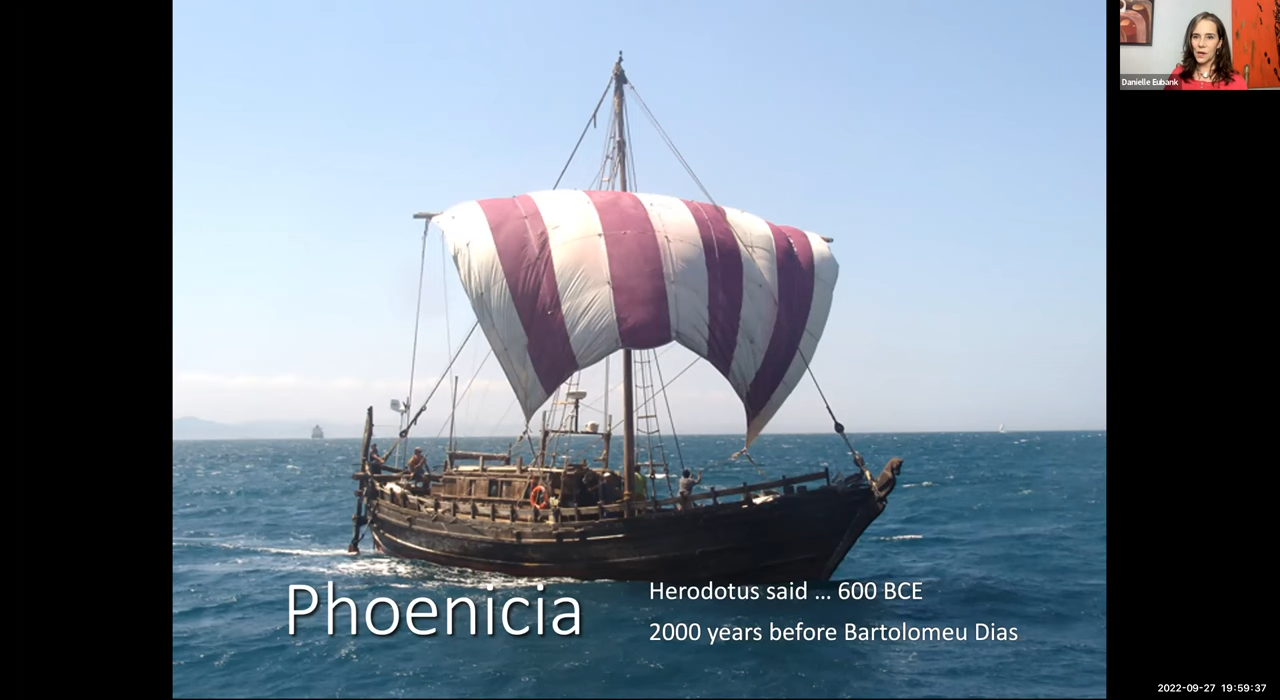 Danielle Eubank
Phoenicia
Herodotus said ... 600 BCE
2000 years before Bartolomeu Dias
2022-09-27 19:59:37